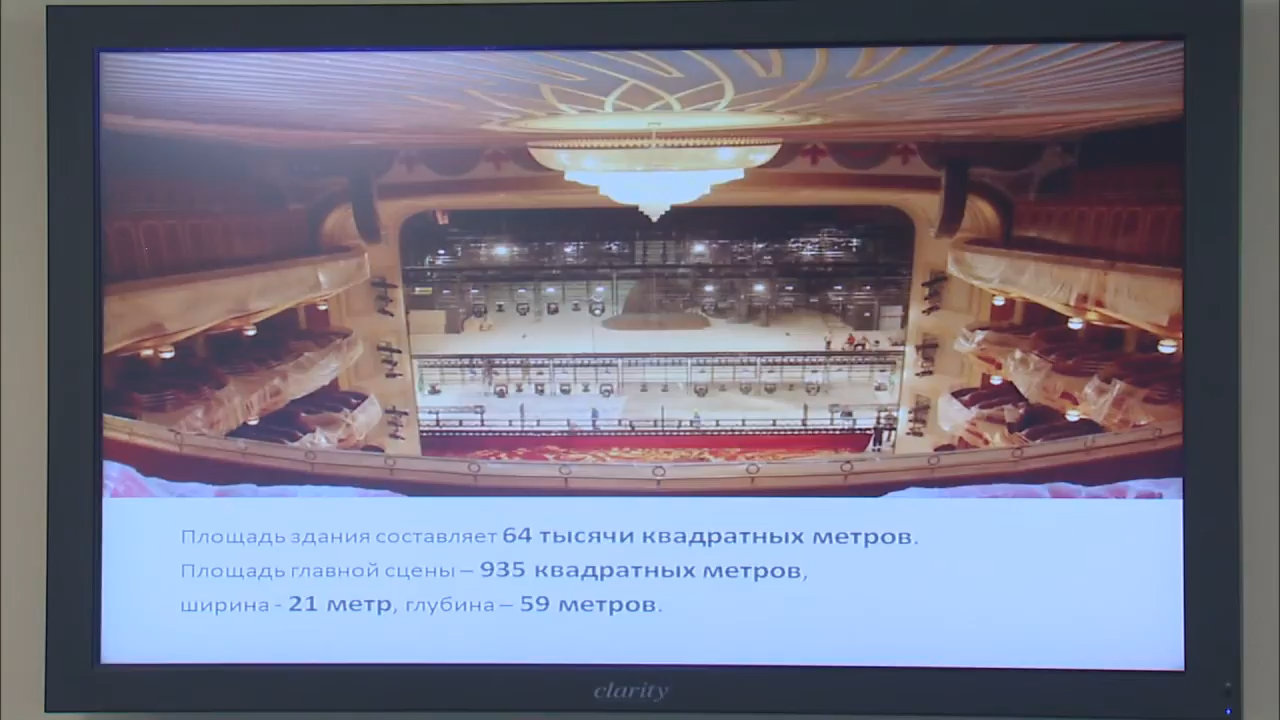 Площадь здания составляет 64 тысячи квадратных метров.
Площадь главной сцены – 935 квадратных метров,
ширина - 21 метр, глубина – 59 метров.
clarity